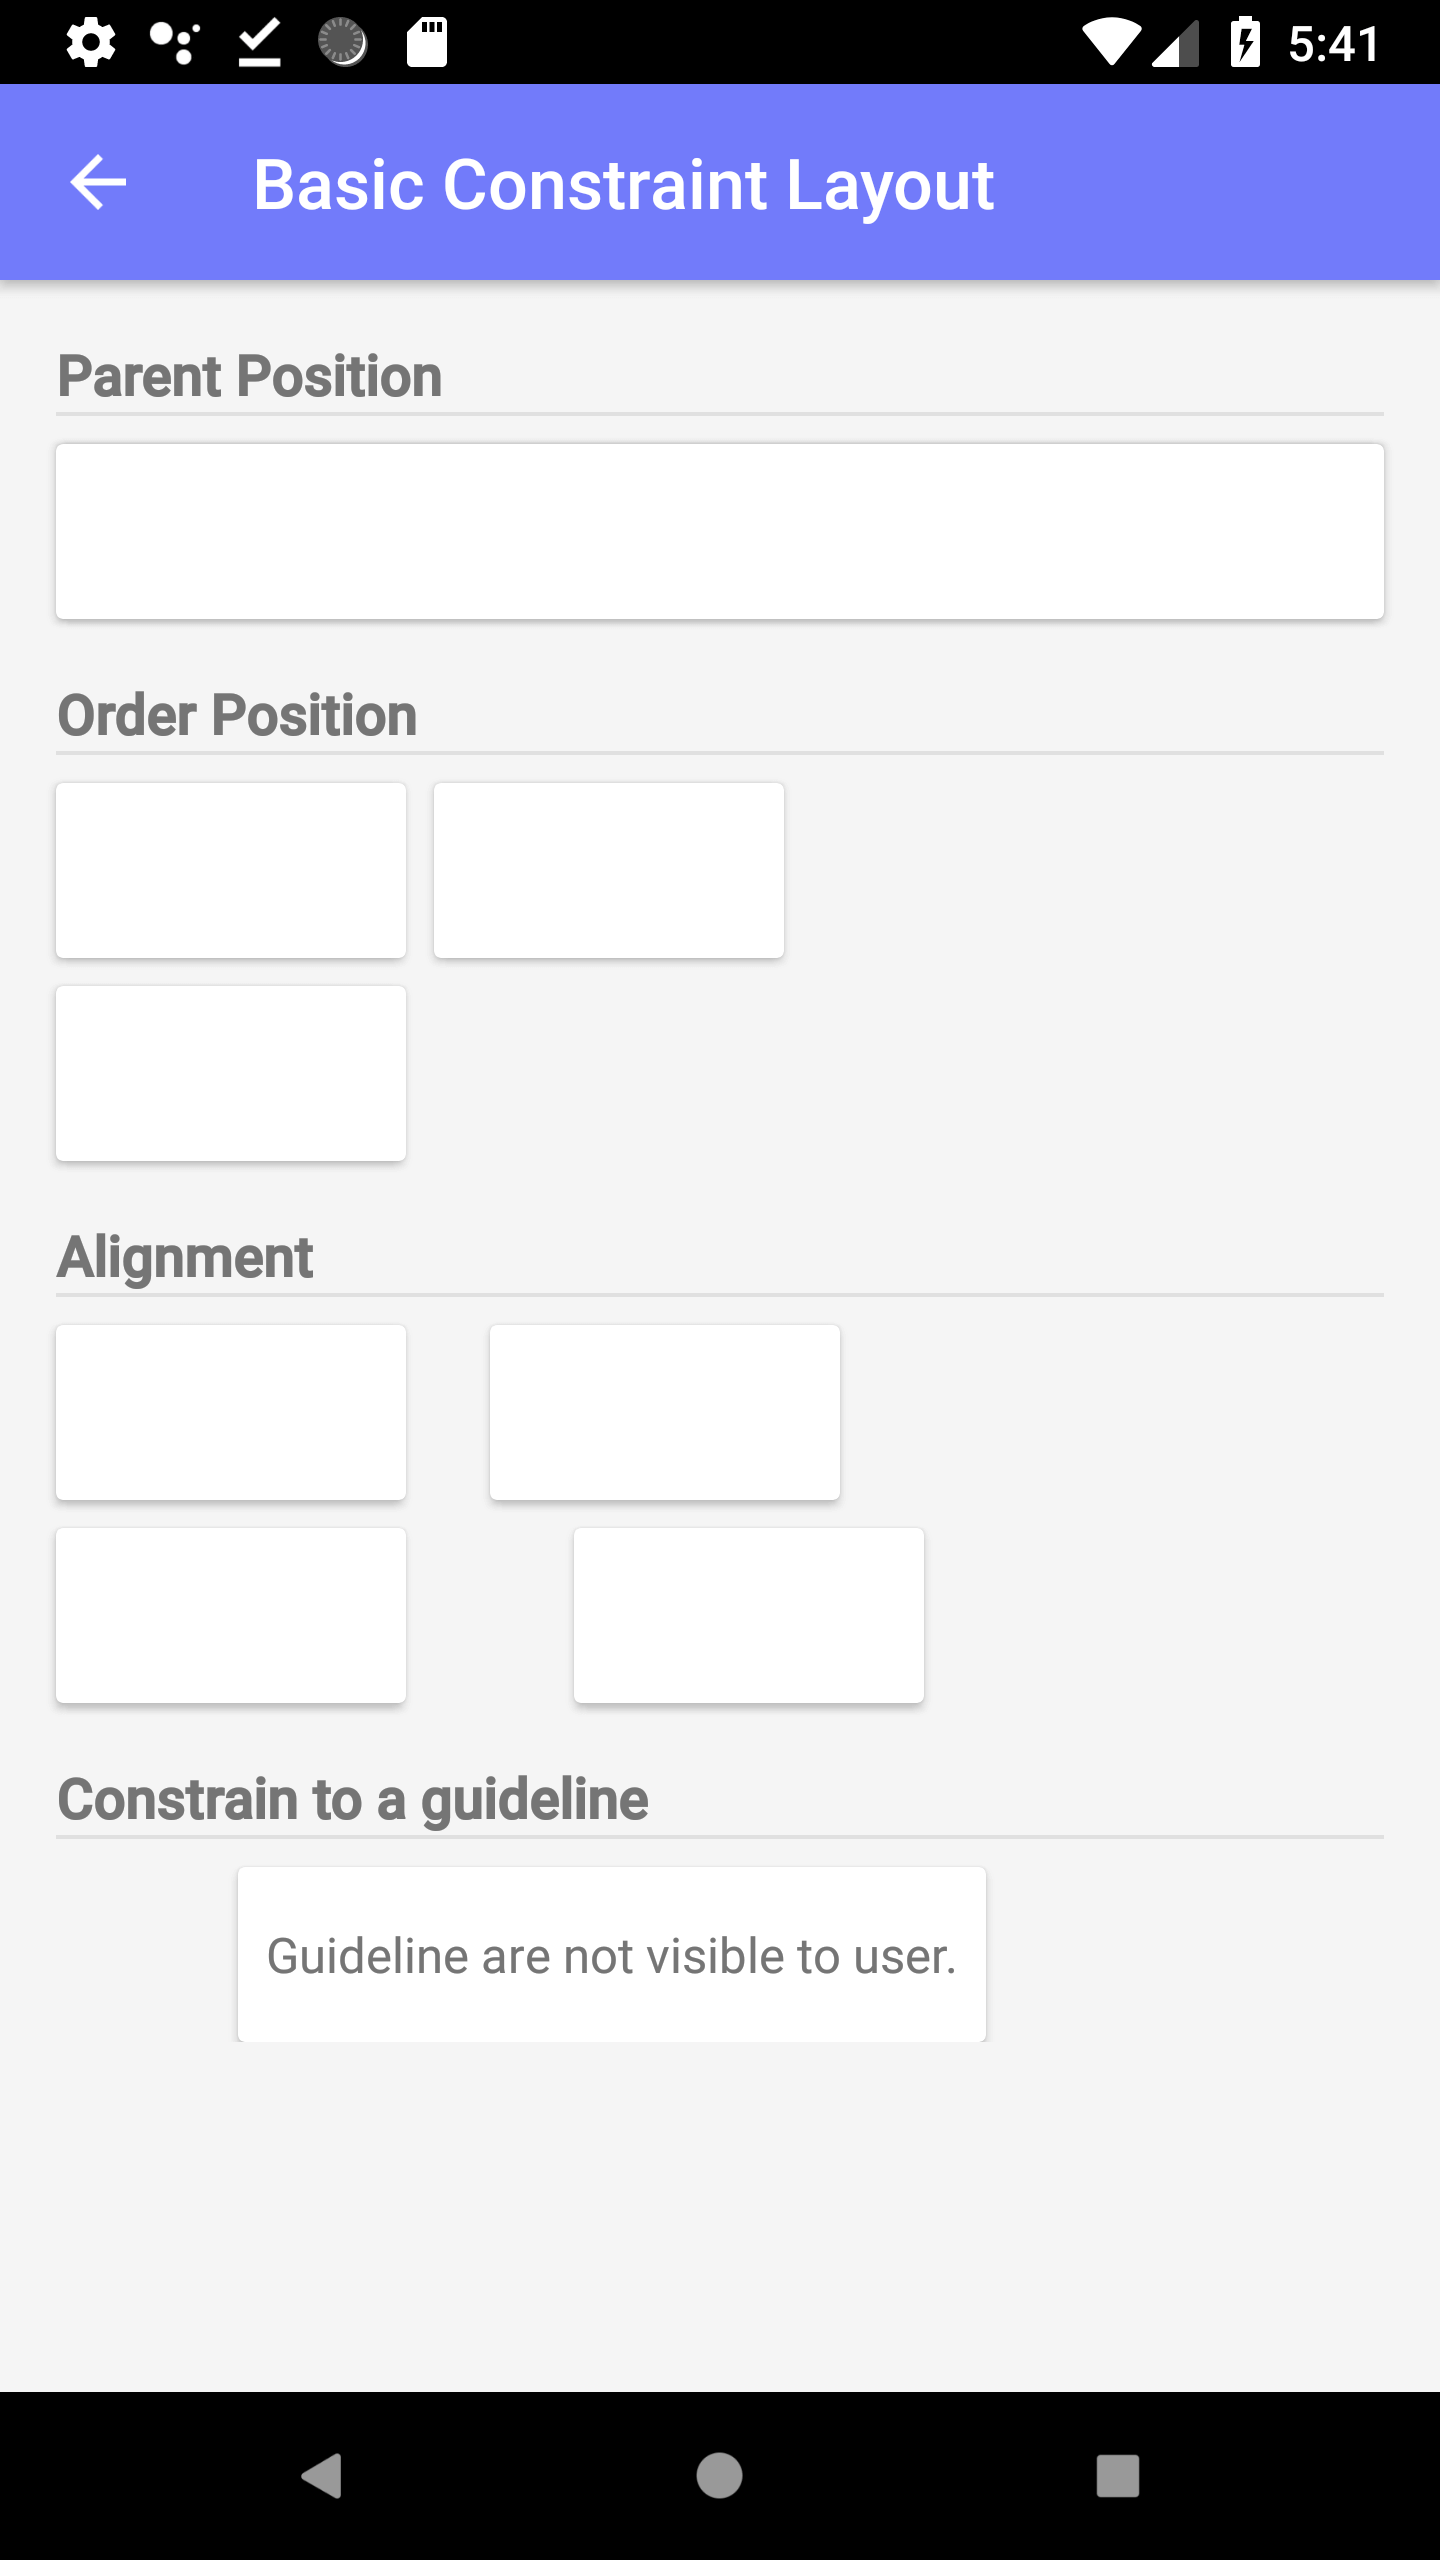 5:41
Basic Constraint Layout
Parent Position
Order Position
Alignment
Constrain to a guideline
Guideline are not visible to user.